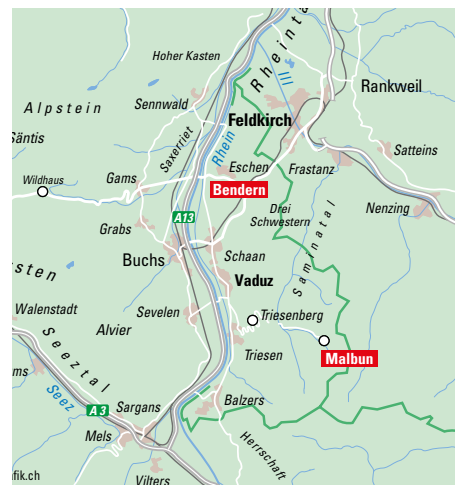 Hoher Kasten
Rheintal
Ill
Rankweil
Alpstein
Sennwald
Feldkirch
Säntis
Saxerriet
Rhein
Satteins
Wildhaus
Gams
Eschen
Frastanz
Bendern
Nenzing
Drei
Schwestern
A13
Grabs
Saminatal
Buchs
Schaan
sten
Vaduz
Walenstadt
Sevelen
Triesenberg
Alvier
Seeztal
Triesen
Malbun
ms
Seez
A3
Sargans
Balzers
Mels
Herrschaft
fik.ch
Vilters